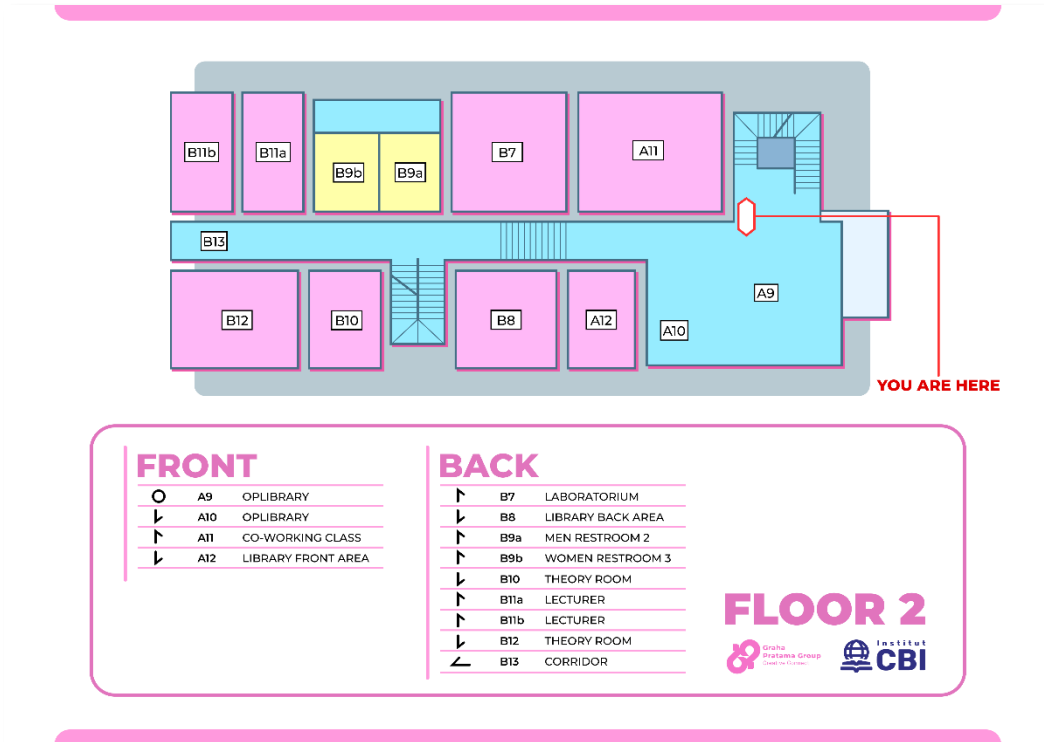 B11b
B11a
B9b
B9a
B7
A11
B13
A9
B12
B10
B8
A12
A10
YOU ARE HERE
FRONT
A9 OPLIBRARY
A10 OPLIBRARY
A11 CO-WORKING CLASS
A12 LIBRARY FRONT AREA
BACK
B7 LABORATORIUM
B8 LIBRARY BACK AREA
B9a MEN RESTROOM 2
B9b WOMEN RESTROOM 3
B10 THEORY ROOM
B11a LECTURER
B11b LECTURER
B12 THEORY ROOM
B13 CORRIDOR
FLOOR 2
Graha
Pratama Group
Institut
CBI